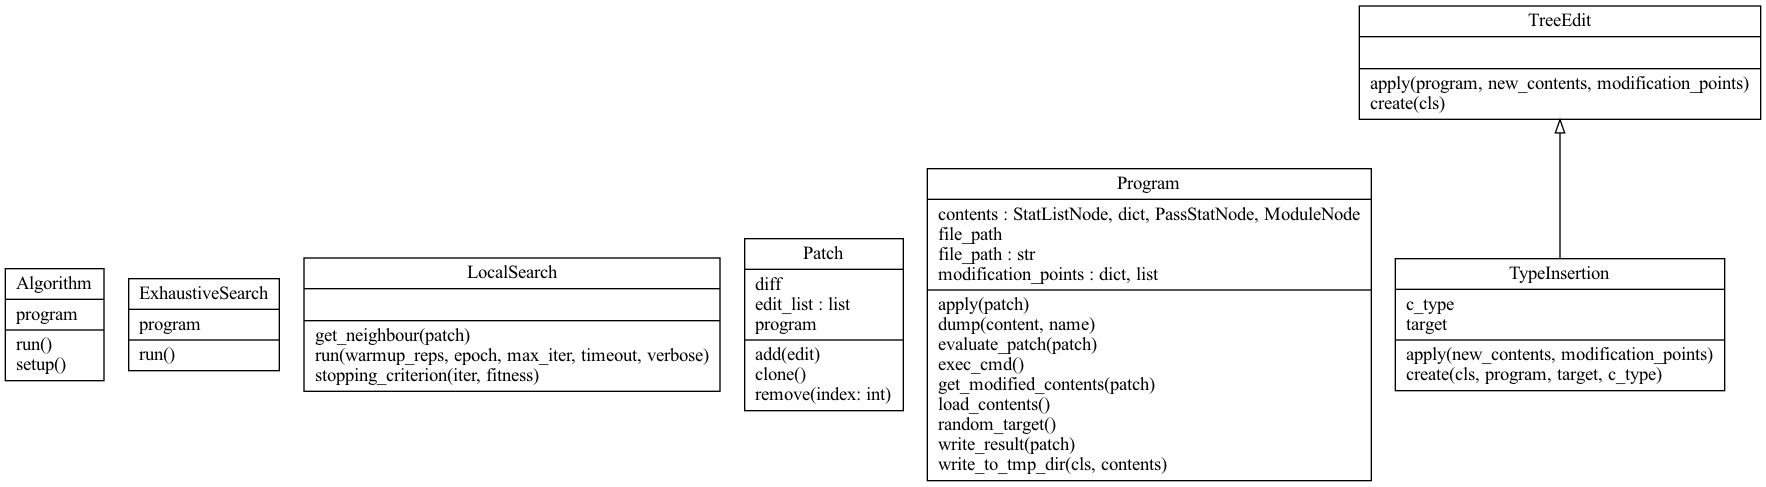 Algorithm
program
run()
setup()
ExhaustiveSearch
program
run()
LocalSearch
get_neighbour(patch)
run(warmup_reps, epoch, max_iter, timeout, verbose)
stopping_criterion(iter, fitness)
Patch
diff
edit_list : list
program
add(edit)
clone()
remove(index: int)
Program
contents : StatListNode, dict, PassStatNode, ModuleNode
file_path
file_path : str
modification_points : dict, list
apply(patch)
dump(content, name)
evaluate_patch(patch)
exec_cmd()
get_modified_contents(patch)
load_contents()
random_target()
write_result(patch)
write_to_tmp_dir(cls, contents)
TreeEdit
apply(program, new_contents, modification_points)
create(cls)
TypeInsertion
c_type
target
apply(new_contents, modification_points)
create(cls, program, target, c_type)